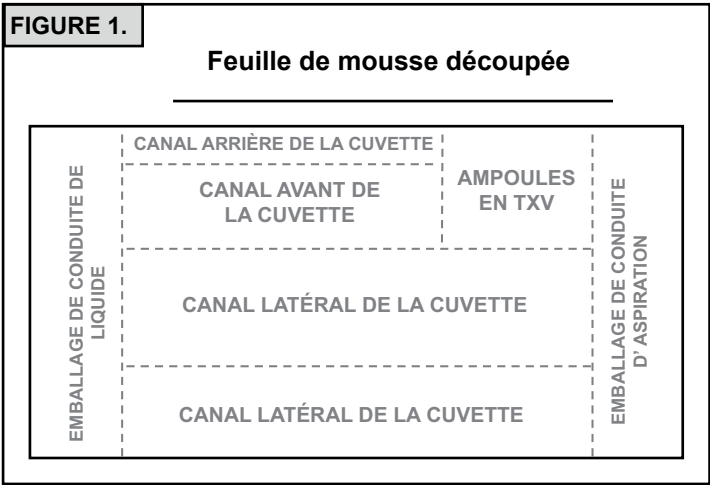 FIGURE 1.
Feuille de mousse découpée
EMBALLAGE DE CONDUITE DE
LIQUIDE
CANAL ARRIÈRE DE LA CUVETTE
CANAL AVANT DE
LA CUVETTE
AMPOULES
EN TXV
CANAL LATÉRAL DE LA CUVETTE
CANAL LATÉRAL DE LA CUVETTE
EMBALLAGE DE CONDUITE
D' ASPIRATION